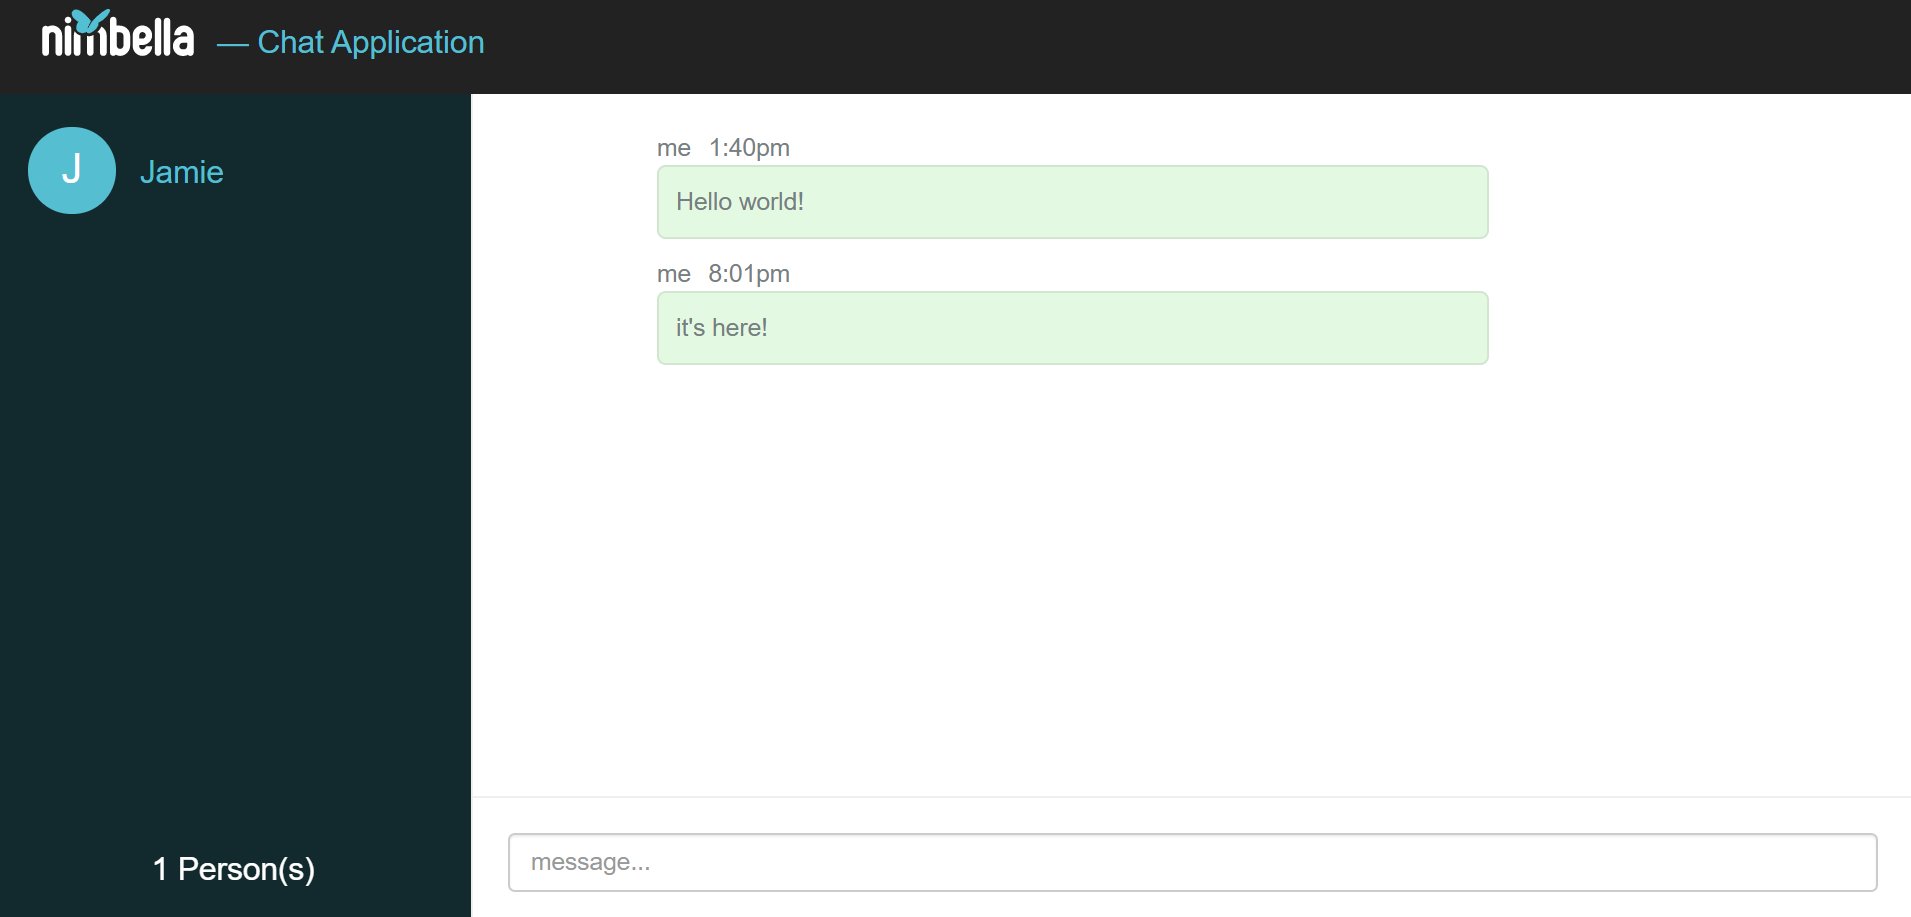 nimbella — Chat Application
J Jamie
me 1:40pm
Hello world!
me 8:01pm
it's here!
1 Person(s)
message...